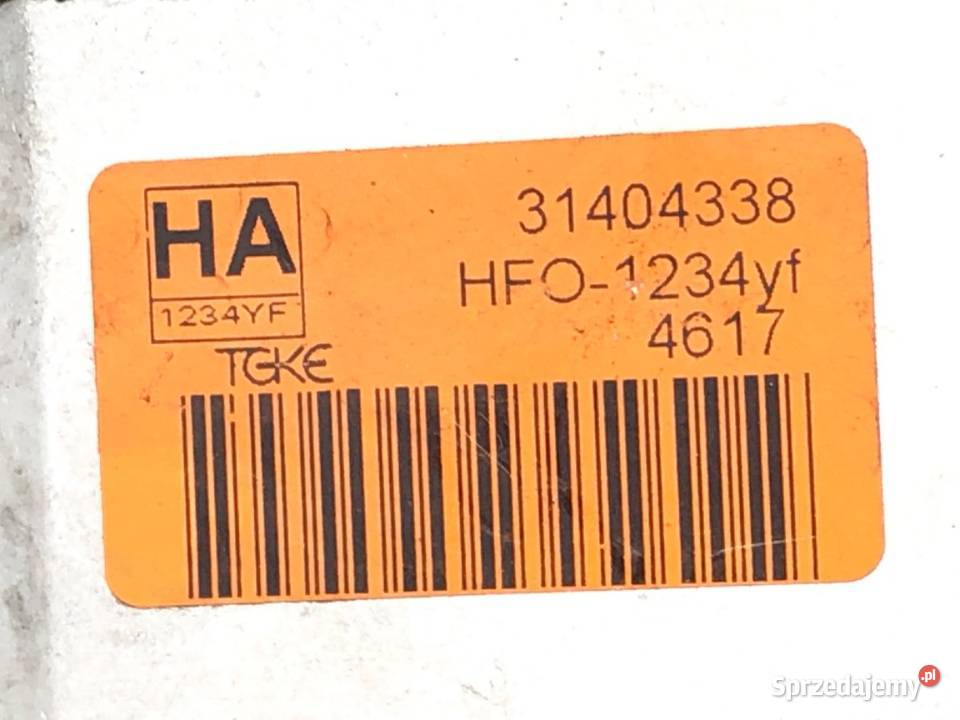 HA
1234YF
31404338
HFO-1234yf
4617
TGKE
Sprzedajemy.pl